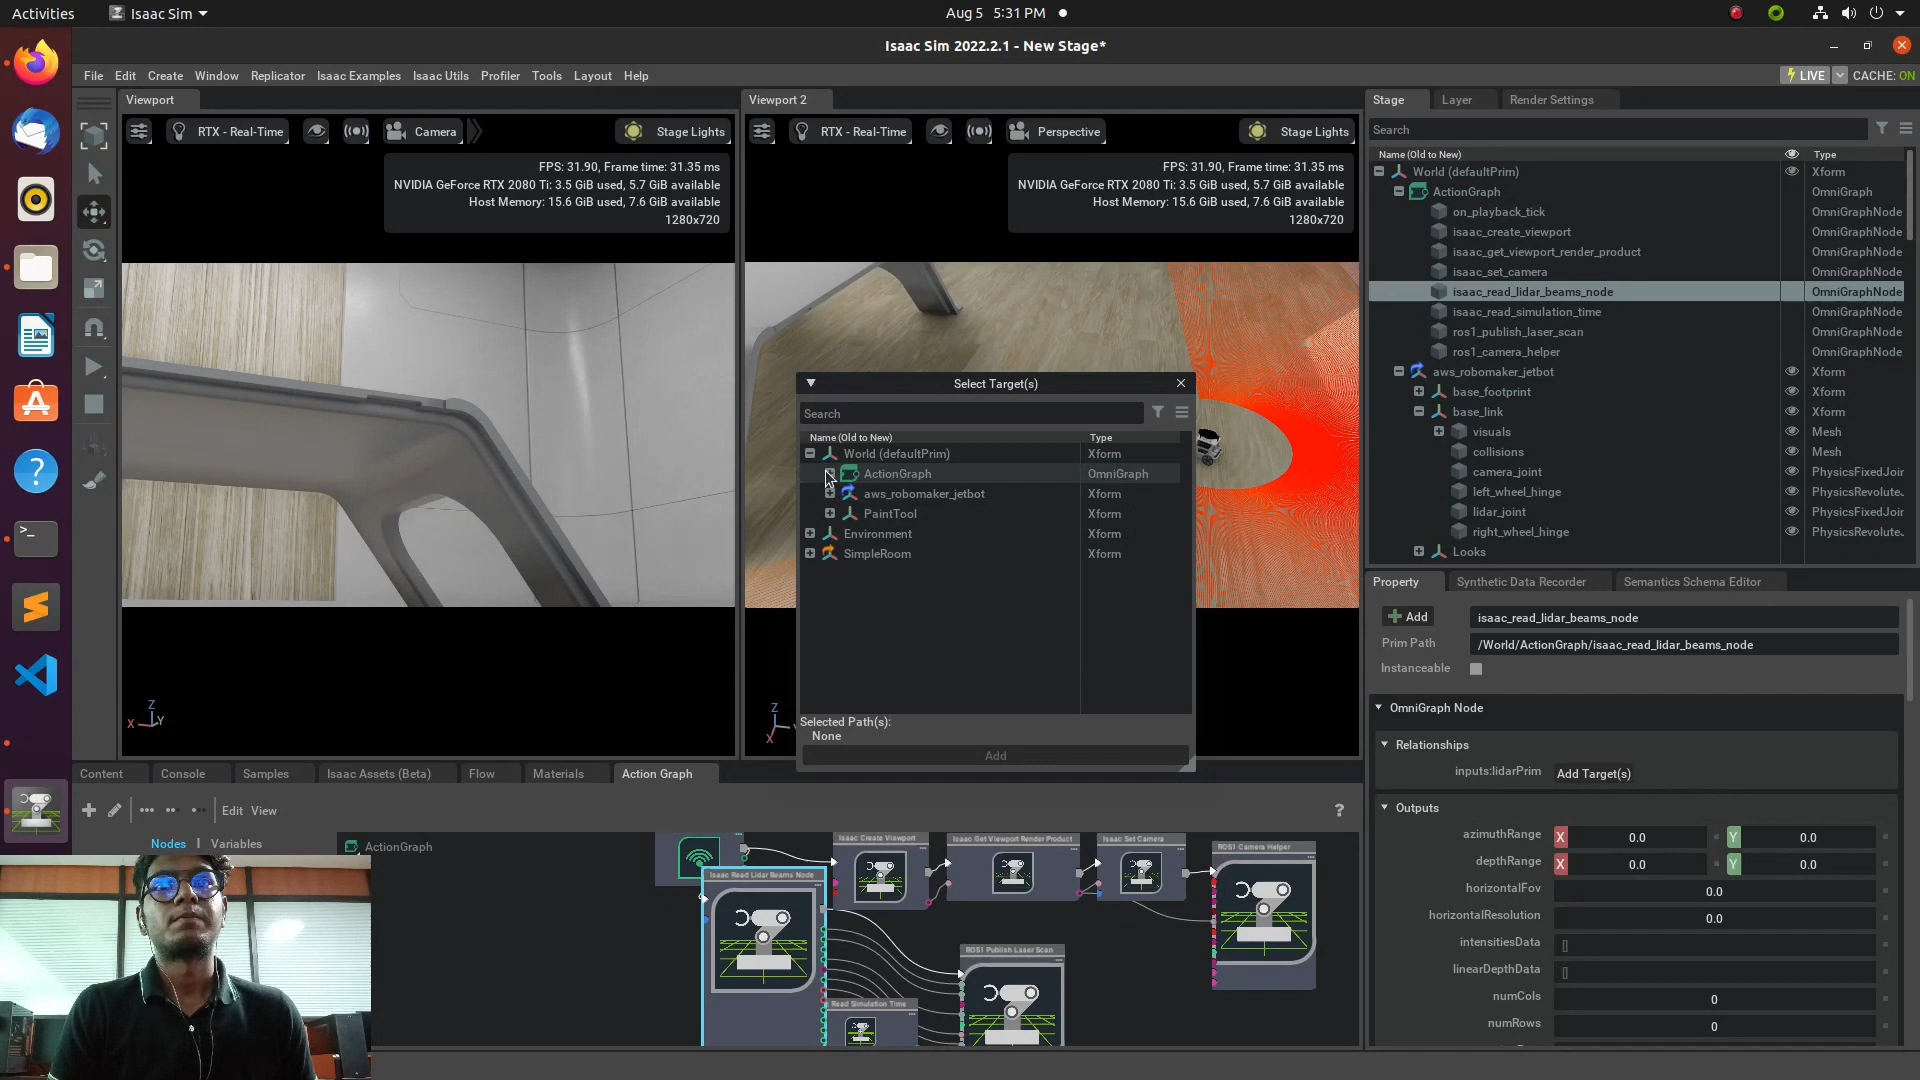 Activities
Isaac Sim
Aug 5 5:31 PM
Isaac Sim 2022.2.1 - New Stage*
File Edit Create Window Replicator Isaac Examples Isaac Utils Profiler Tools Layout Help
LIVE CACHE: ON
Viewport
Viewport 2
Stage Layer Render Settings
RTX - Real-Time Camera Stage Lights
RTX - Real-Time Perspective Stage Lights
Search
FPS: 31.90, Frame time: 31.35 ms
NVIDIA GeForce RTX 2080 Ti: 3.5 GiB used, 5.7 GiB available
Host Memory: 15.6 GiB used, 7.6 GiB available
1280x720
FPS: 31.90, Frame time: 31.35 ms
NVIDIA GeForce RTX 2080 Ti: 3.5 GiB used, 5.7 GiB available
Host Memory: 15.6 GiB used, 7.6 GiB available
1280x720
Name (Old to New) Type
World (defaultPrim) Xform
ActionGraph OmniGraph
on_playback_tick OmniGraphNode
isaac_create_viewport OmniGraphNode
isaac_get_viewport_render_product OmniGraphNode
isaac_set_camera OmniGraphNode
isaac_read_lidar_beams_node OmniGraphNode
isaac_read_simulation_time OmniGraphNode
ros1_publish_laser_scan OmniGraphNode
ros1_camera_helper OmniGraphNode
aws_robomaker_jetbot Xform
base_footprint Xform
base_link Xform
visuals Mesh
collisions Mesh
camera_joint PhysicsFixedJoin
left_wheel_hinge PhysicsRevolute.
lidar_joint PhysicsFixedJoin
right_wheel_hinge PhysicsRevolute.
Looks Xform
Select Target(s)
Search
Name (Old to New) Type
World (defaultPrim) Xform
ActionGraph OmniGraph
aws_robomaker_jetbot Xform
PaintTool Xform
Environment Xform
SimpleRoom Xform
Selected Path(s):
None
Add
Z
X Y
Z
X
Property Synthetic Data Recorder Semantics Schema Editor
Add isaac_read_lidar_beams_node
Prim Path /World/ActionGraph/isaac_read_lidar_beams_node
Instanceable
OmniGraph Node
Relationships
inputs:lidarPrim Add Target(s)
Outputs
azimuthRange X 0.0 Y 0.0
depthRange X 0.0 Y 0.0
horizontalFov 0.0
horizontalResolution 0.0
intensitiesData []
linearDepthData []
numCols 0
numRows 0
Content Console Samples Isaac Assets (Beta) Flow Materials Action Graph
Edit View
?
Nodes | Variables
ActionGraph
Isaac Create Viewport
Isaac Get Viewport Render Product
Isaac Set Camera
ROS1 Camera Helper
Isaac Read Lidar Beams Node
ROS1 Publish Laser Scan
Read Simulation Time